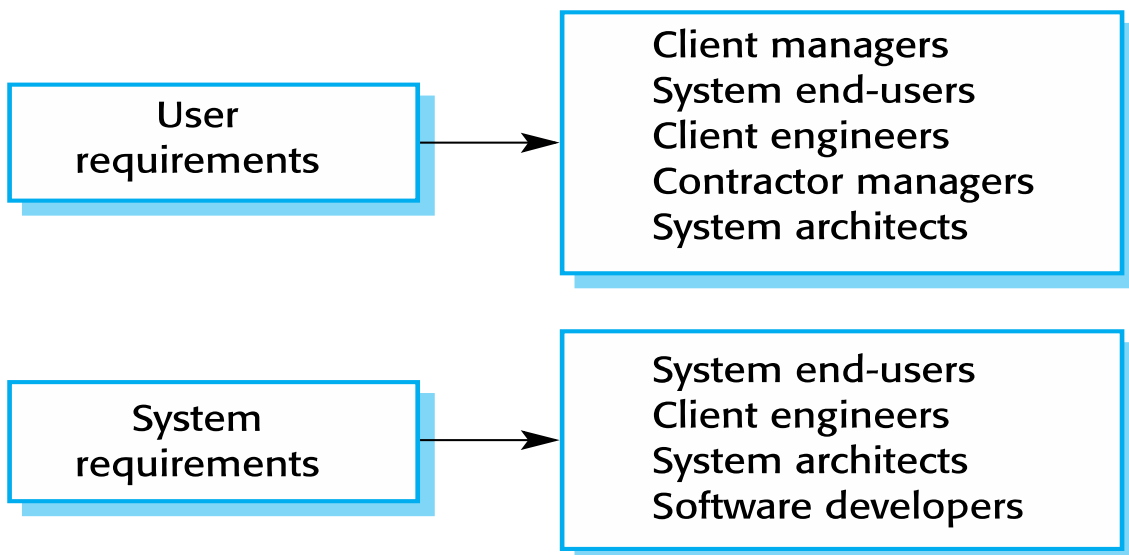 User
requirements
Client managers
System end-users
Client engineers
Contractor managers
System architects
System
requirements
System end-users
Client engineers
System architects
Software developers